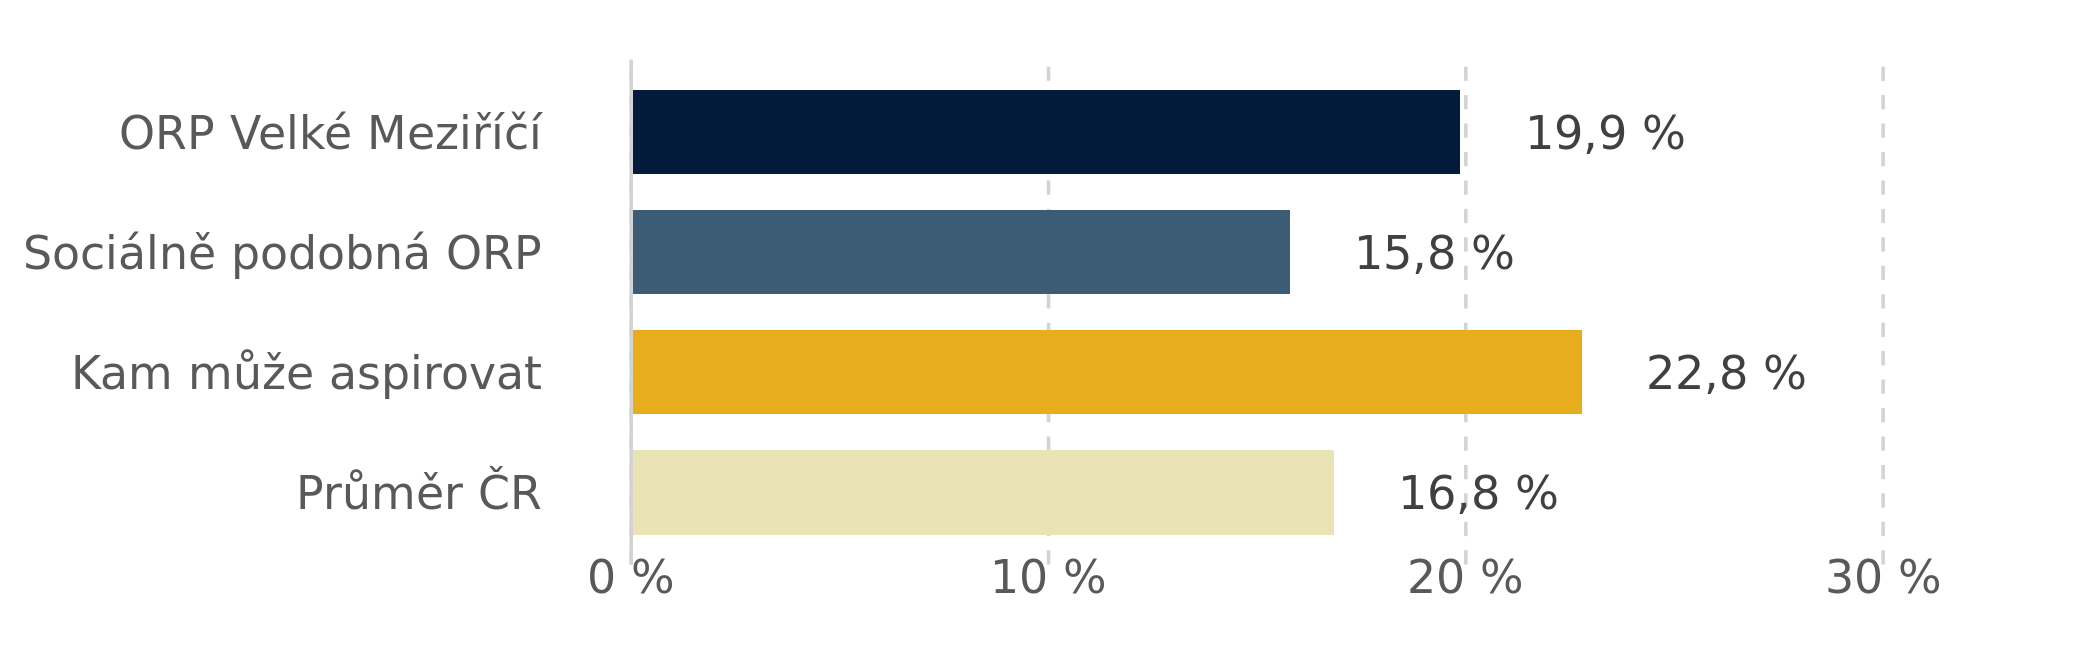 ORP Velké Meziříčí 19,9 %
Sociálně podobná ORP 15,8 %
Kam může aspirovat 22,8 %
Průměr ČR 16,8 %
0 % 10 % 20 % 30 %